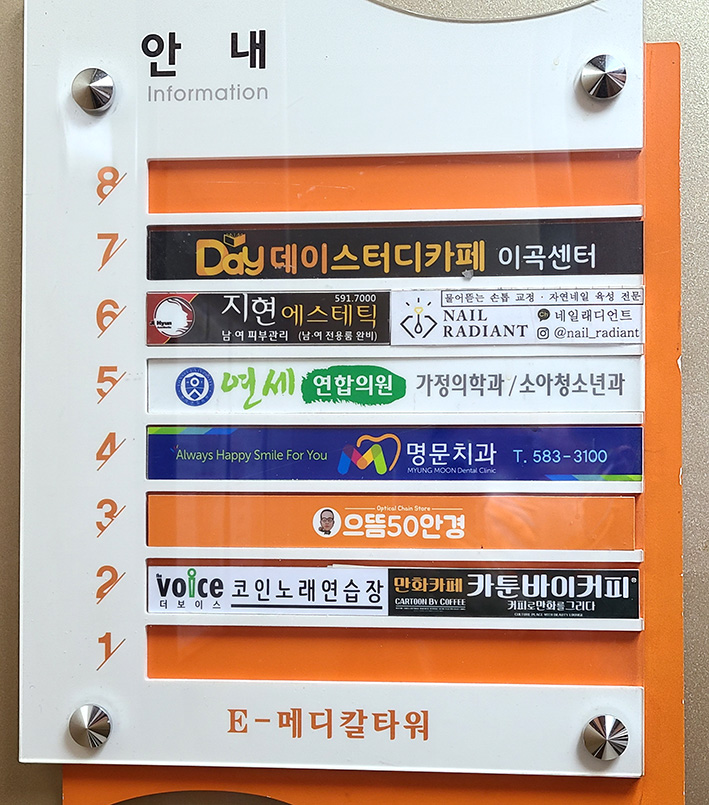 안 내
Information
8
7 Day 데이스터디카페 이곡센터
6 지현 에스테틱 591.7000
남·여 피부관리 (남·여 전용룸 완비)
물어뜯는 손톱 교정 · 자연네일 육성 전문
NAIL 네일래디언트
RADIANT @nail_radiant
5 연세 연합의원 가정의학과/소아청소년과
4 Always Happy Smile For You 명문치과 T. 583-3100
MYUNG MOON Dental Clinic
Optical Chain Store
3 으뜸50안경
2 the voice 코인노래연습장
더보이스
만화카페 카툰바이커피
CARTOON BY COFFEE 커피로만화를그리다
CULTURE PLACE WITH BEAUTY LOUNGE
1
E-메디칼타워